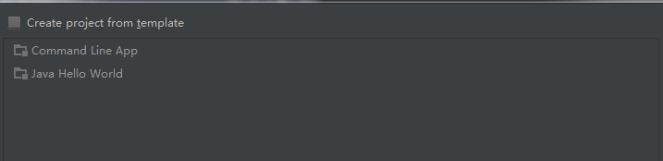 Create project from template
Command Line App
Java Hello World